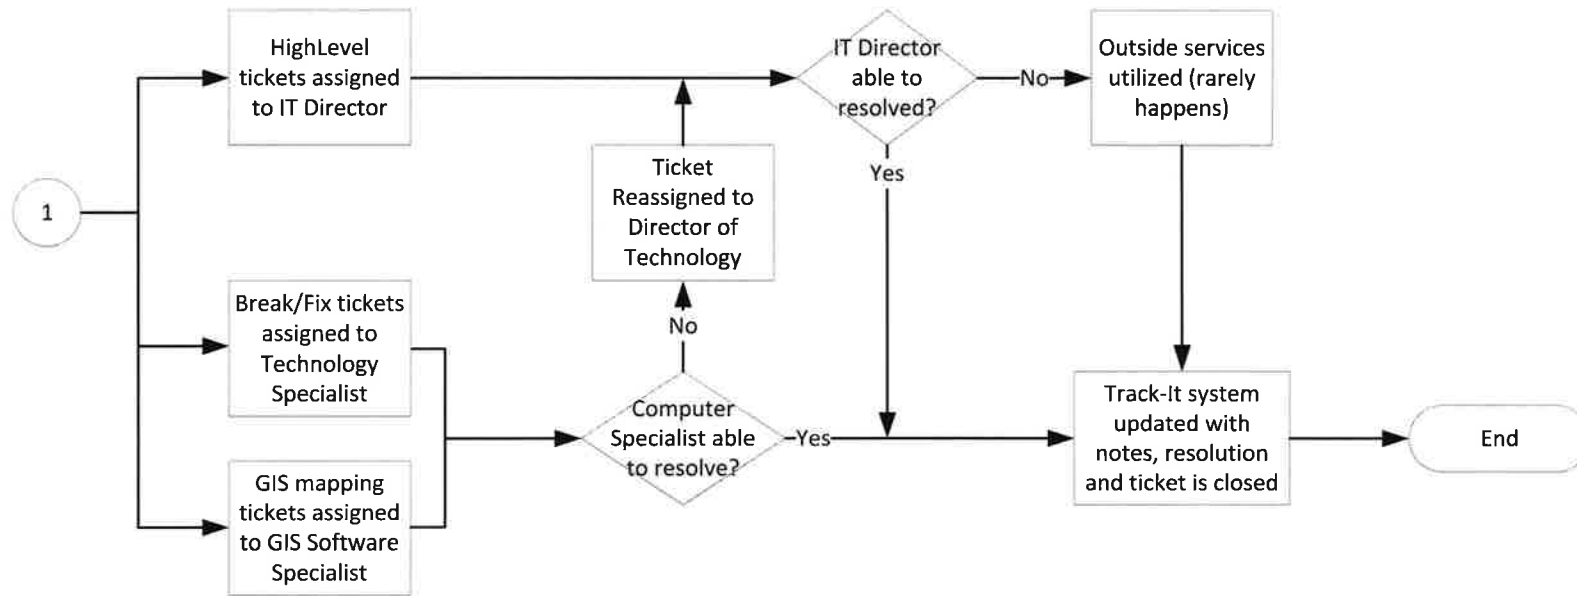 1
HighLevel
tickets assigned
to IT Director
Break/Fix tickets
assigned to
Technology
Specialist
GIS mapping
tickets assigned
to GIS Software
Specialist
Computer
Specialist able
to resolve?
No
Yes
Ticket
Reassigned to
Director of
Technology
IT Director
able to
resolved?
No
Yes
Outside services
utilized (rarely
happens)
Track-It system
updated with
notes, resolution
and ticket is closed
End